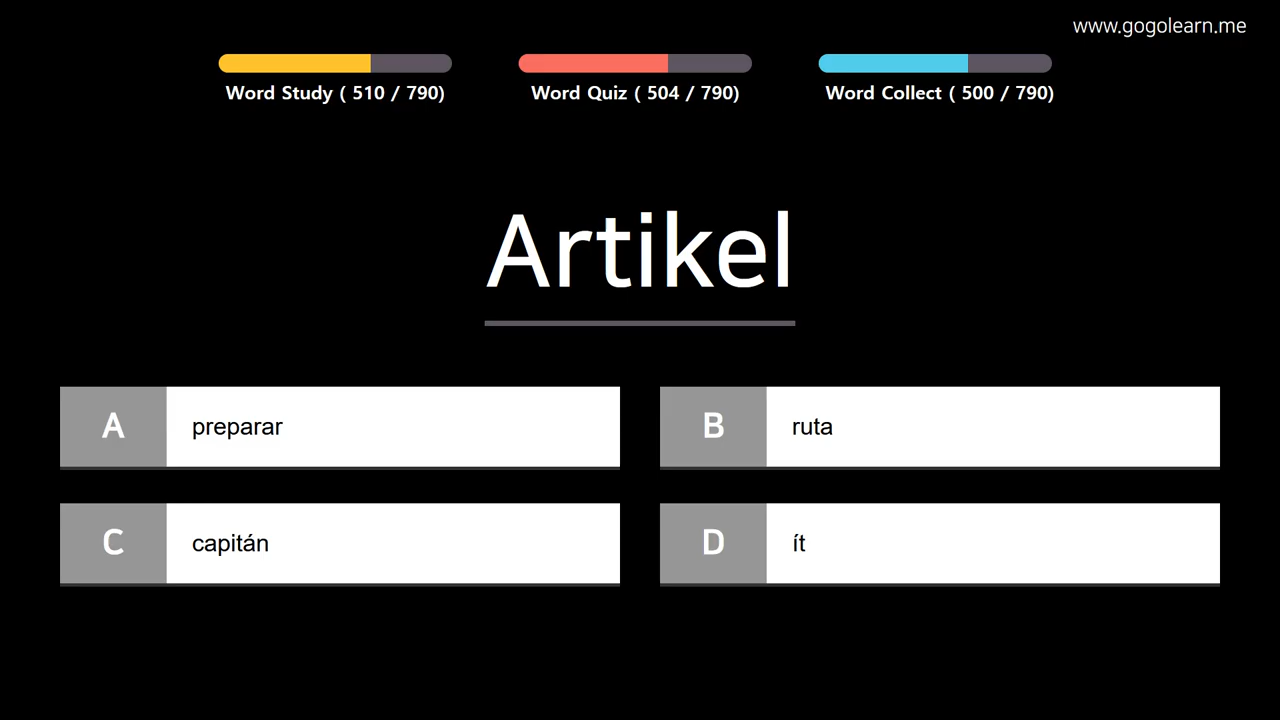 www.gogolearn.me
Word Study ( 510 / 790)
Word Quiz ( 504 / 790)
Word Collect ( 500 / 790)
Artikel
A preparar
B ruta
C capitán
D ít